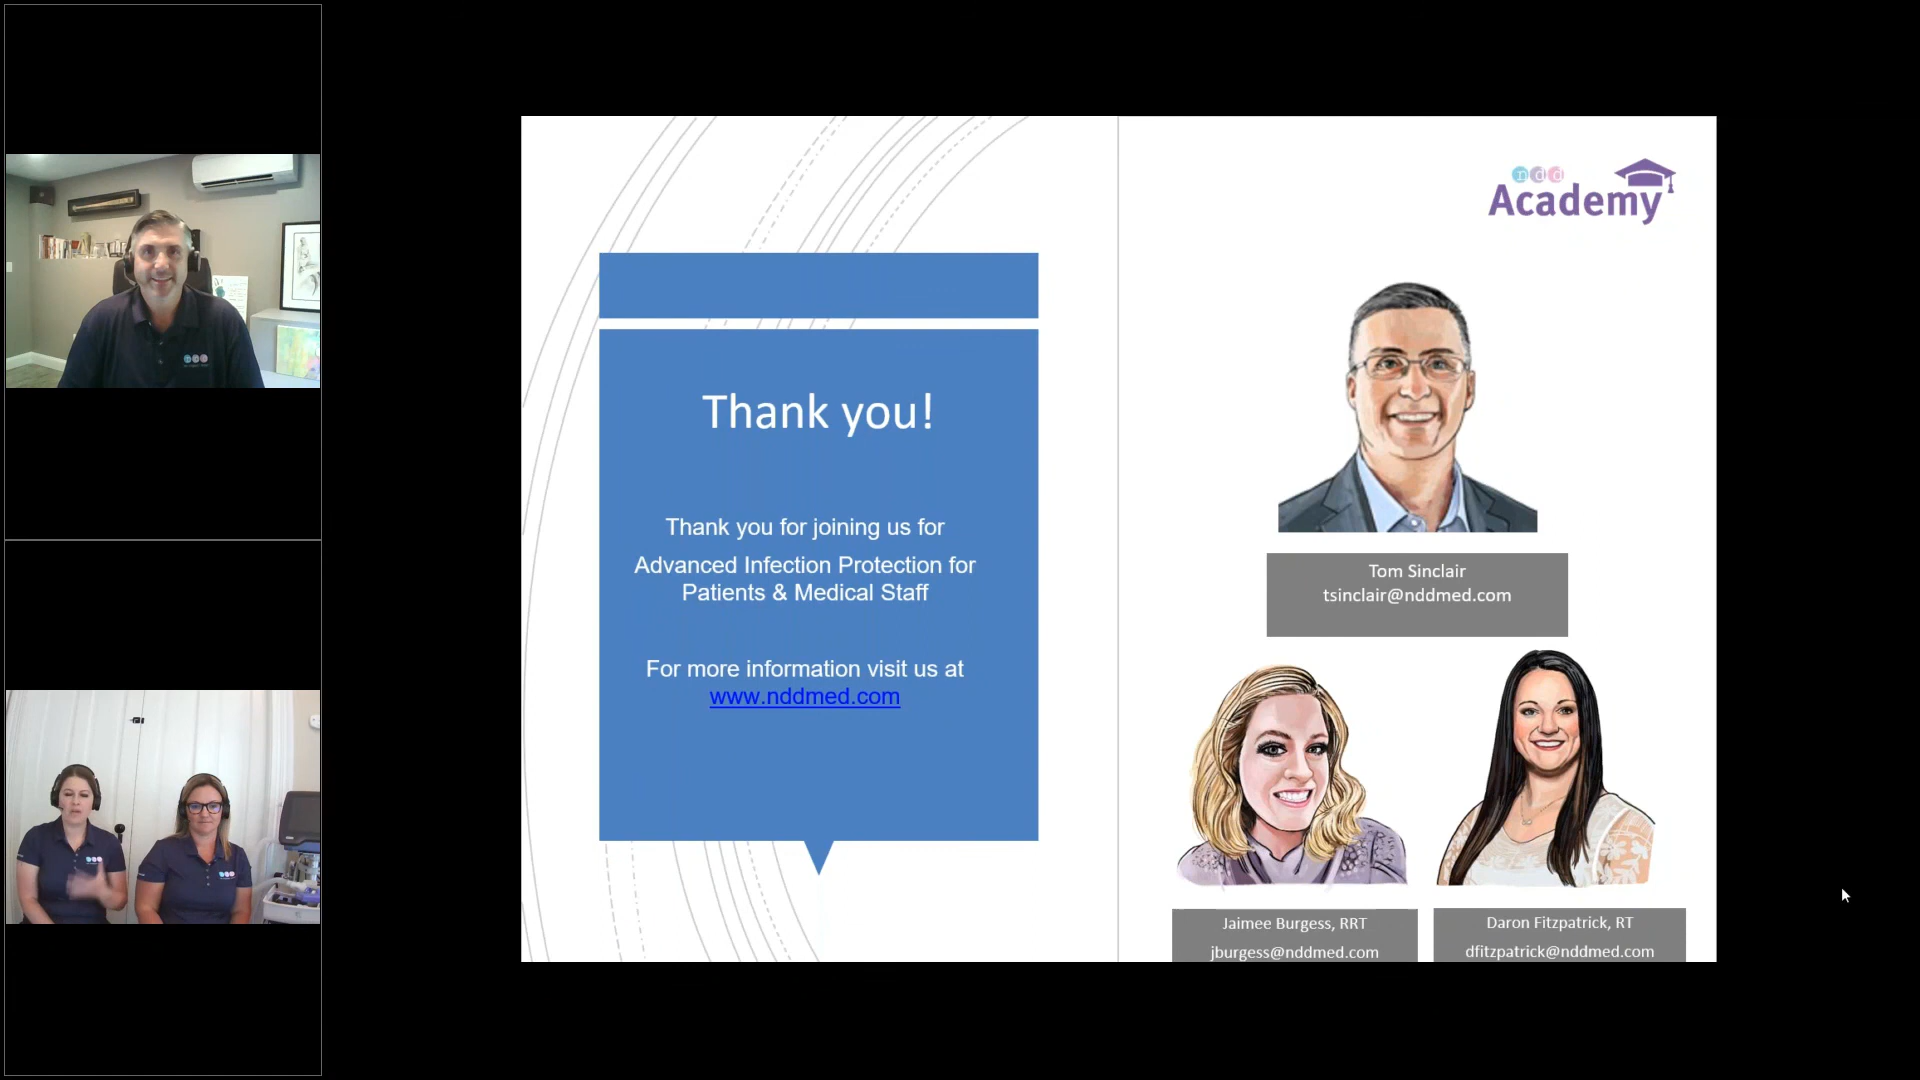 Thank you!
Thank you for joining us for
Advanced Infection Protection for
Patients & Medical Staff
For more information visit us at
www.nddmed.com
ndd
Academy
Tom Sinclair
tsinclair@nddmed.com
Jaimee Burgess, RRT
jburgess@nddmed.com
Daron Fitzpatrick, RT
dfitzpatrick@nddmed.com